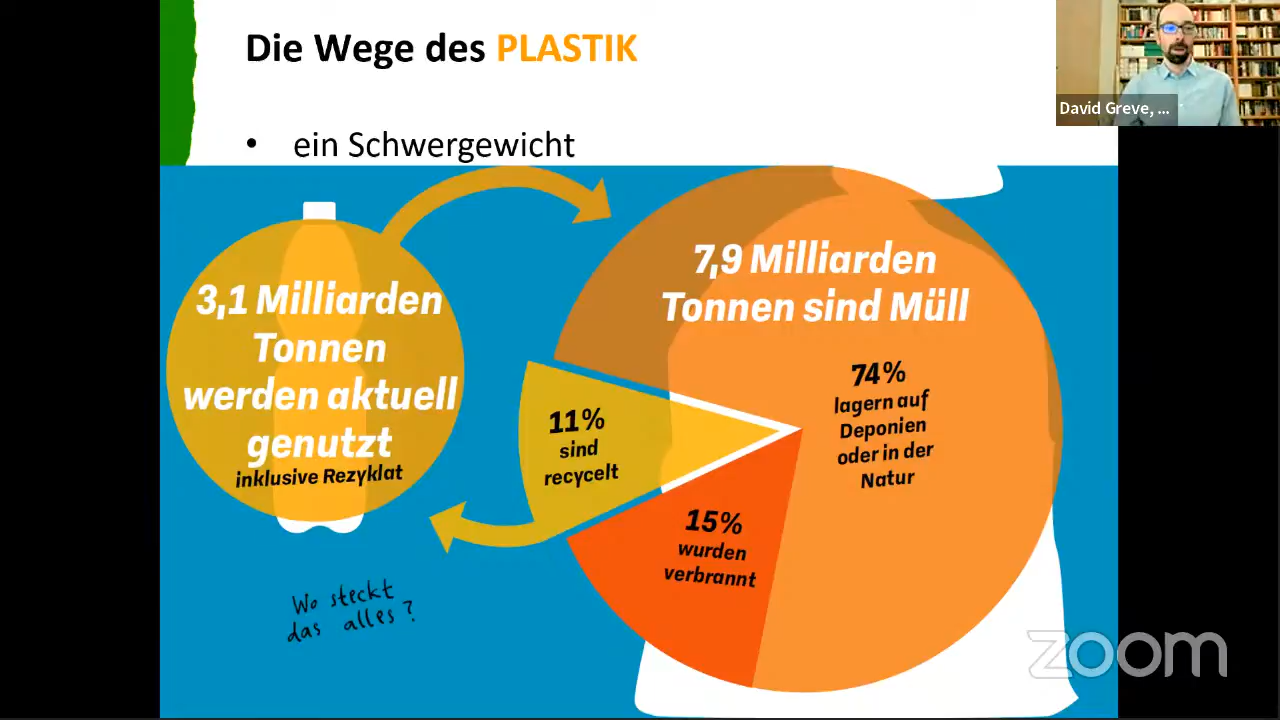 Die Wege des PLASTIK
David Greve, ...
• ein Schwergewicht
3,1 Milliarden
Tonnen
werden aktuell
genutzt
inklusive Rezyklat
7,9 Milliarden
Tonnen sind Müll
74%
lagern auf
Deponien
oder in der
Natur
11%
sind
recycelt
15%
wurden
verbrannt
Wo steckt
das alles?
zoom